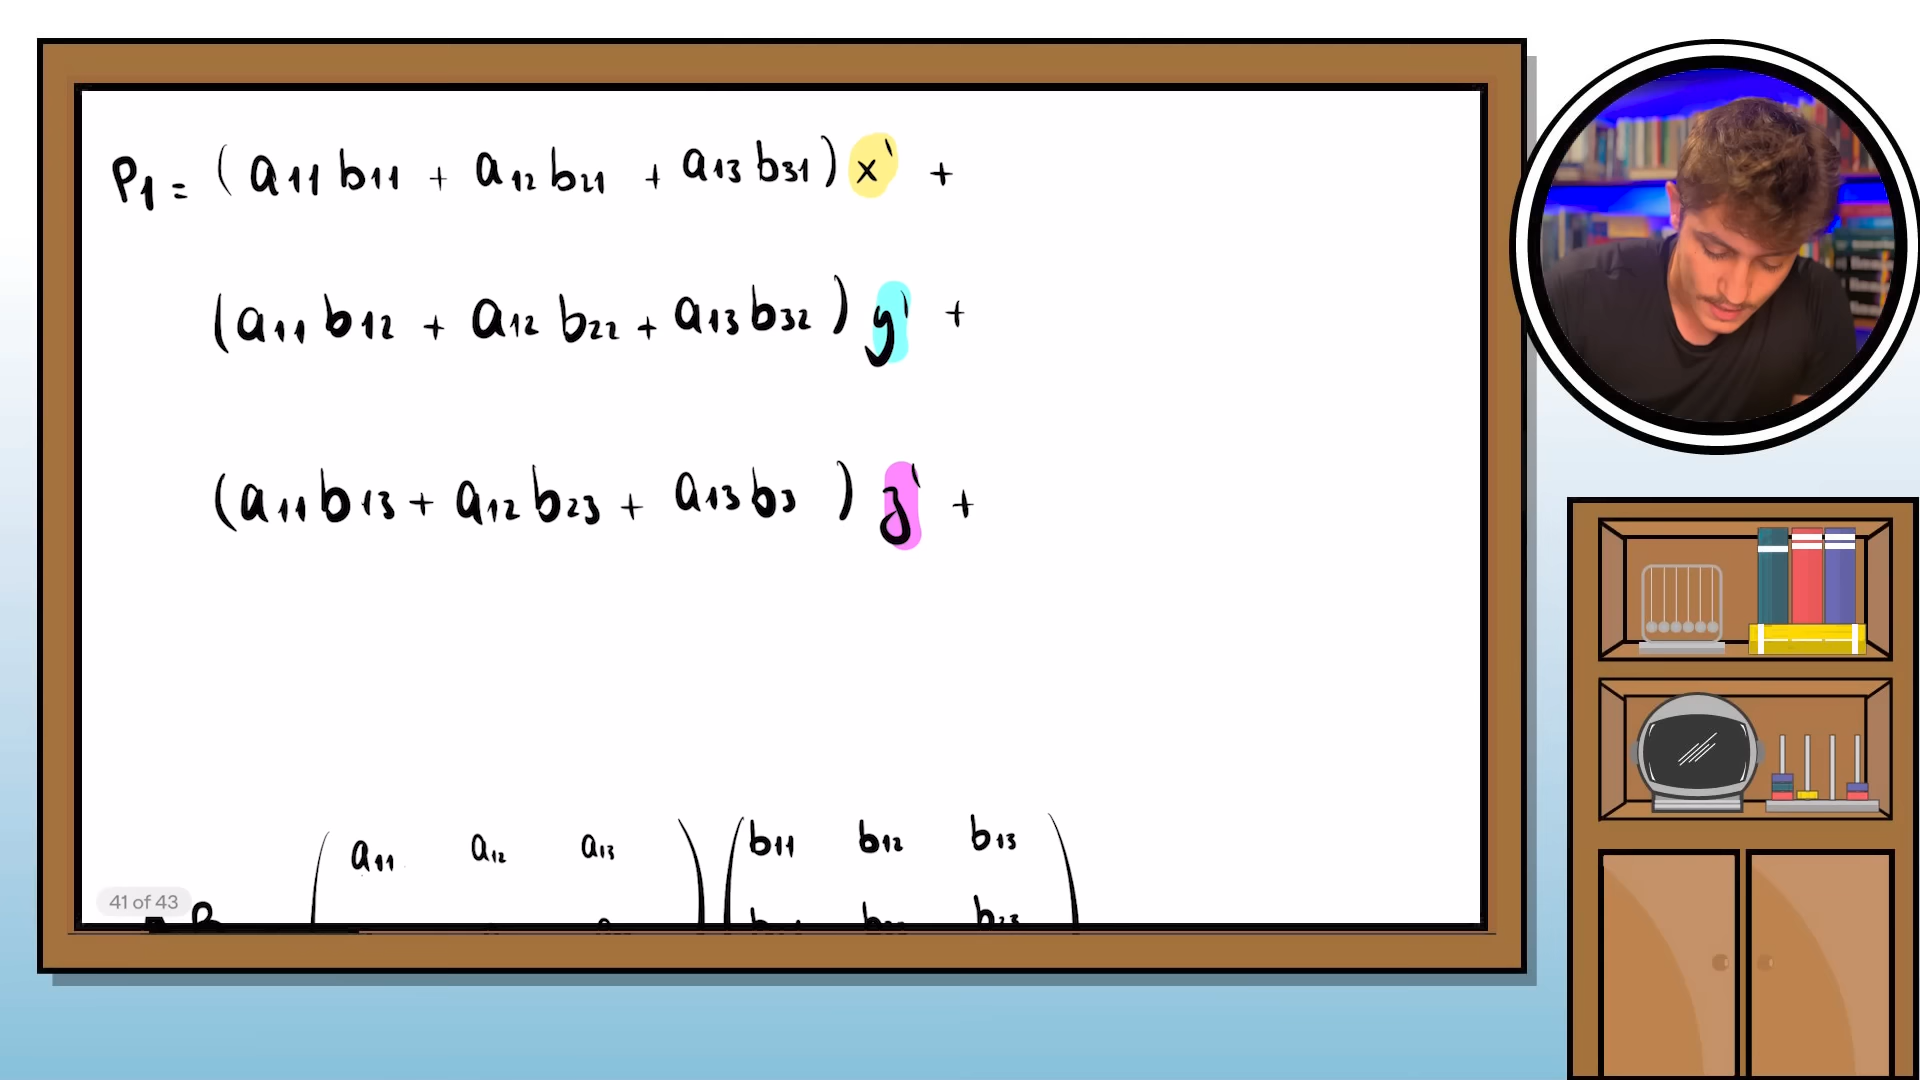 P1 = (a11 b11 + a12 b21 + a13 b31) x' +
(a11 b12 + a12 b22 + a13 b32) y' +
(a11 b13 + a12 b23 + a13 b3 ) z' +
a11 a12 a13 b11 b12 b13
b23
41 of 43